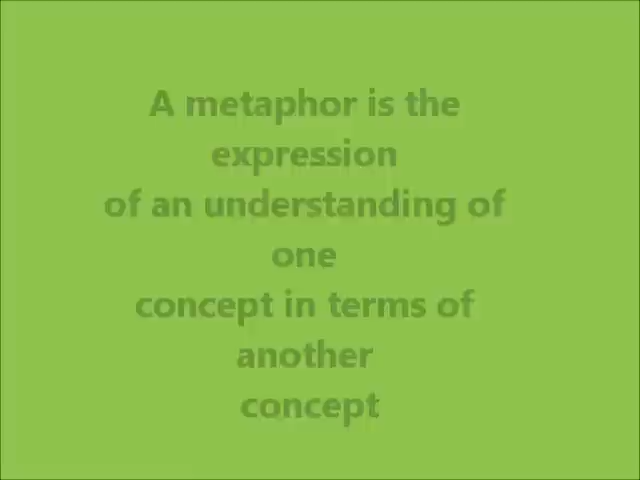 A metaphor is the
expression
of an understanding of
one
concept in terms of
another
concept